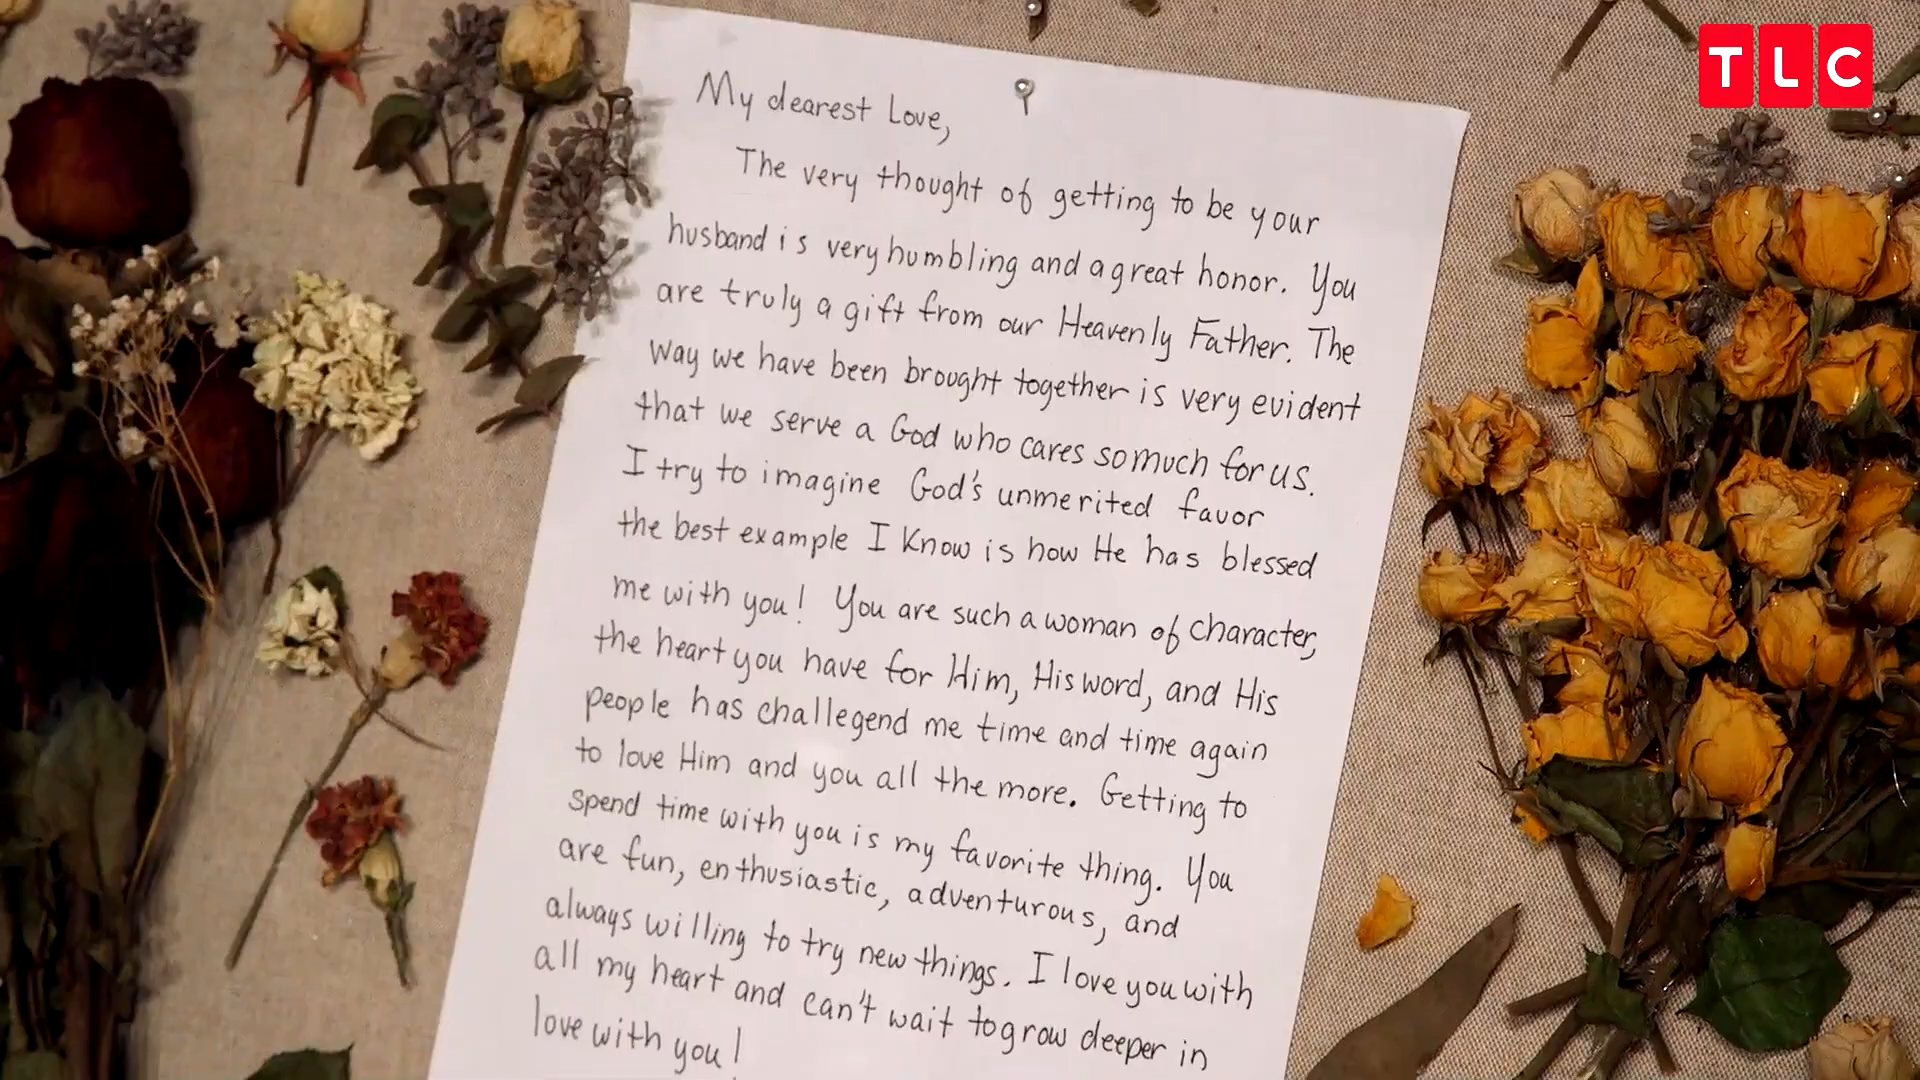 TLC
My dearest Love,
The very thought of getting to be your
husband is very humbling and a great honor. You
are truly a gift from our Heavenly Father. The
way we have been brought together is very evident
that we serve a God who cares so much for us.
I try to imagine God's unmerited favor
the best example I know is how He has blessed
me with you! You are such a woman of character,
the heart you have for Him, His word, and His
people has challegend me time and time again
to love Him and you all the more. Getting to
spend time with you is my favorite thing. You
are fun, enthusiastic, adventurous, and
always willing to try new things. I love you with
all my heart and can't wait to grow deeper in
love with you!